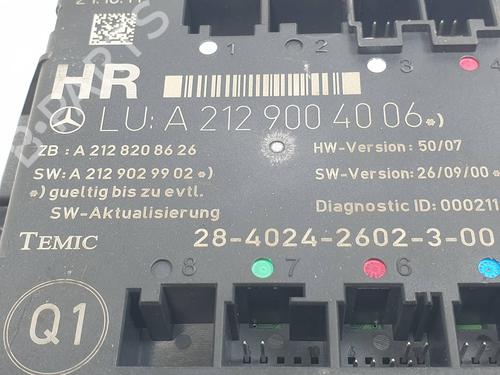 1
2
3
4
HR
LU: A 212 900 40 06 *)
ZB : A 212 820 86 26
HW-Version: 50/07
SW: A 212 902 99 02 *)
SW-Version: 26/09/00 *
*) gueltig bis zu evtl.
SW-Aktualisierung
Diagnostic ID: 000211
TEMIC
28-4024-2602-3-00
8
7
6
Q1
B-PARTS